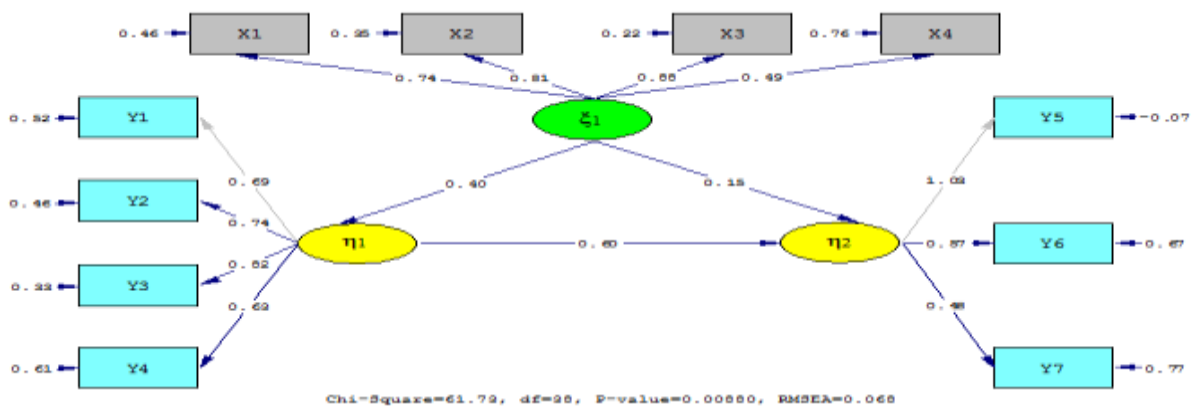 0.46 X1 0.35 X2 0.22 X3 0.76 X4
0.74 0.81 0.88 0.49
0.52 Y1 ξ1 Y5 -0.07
0.69 0.40 0.15 1.03
0.46 Y2
0.74
η1 0.60 η2 0.57 Y6 0.67
0.82
0.33 Y3
0.63 0.48
0.61 Y4 Y7 0.77
Chi-Square=61.73, df=38, P-value=0.00880, RMSEA=0.068